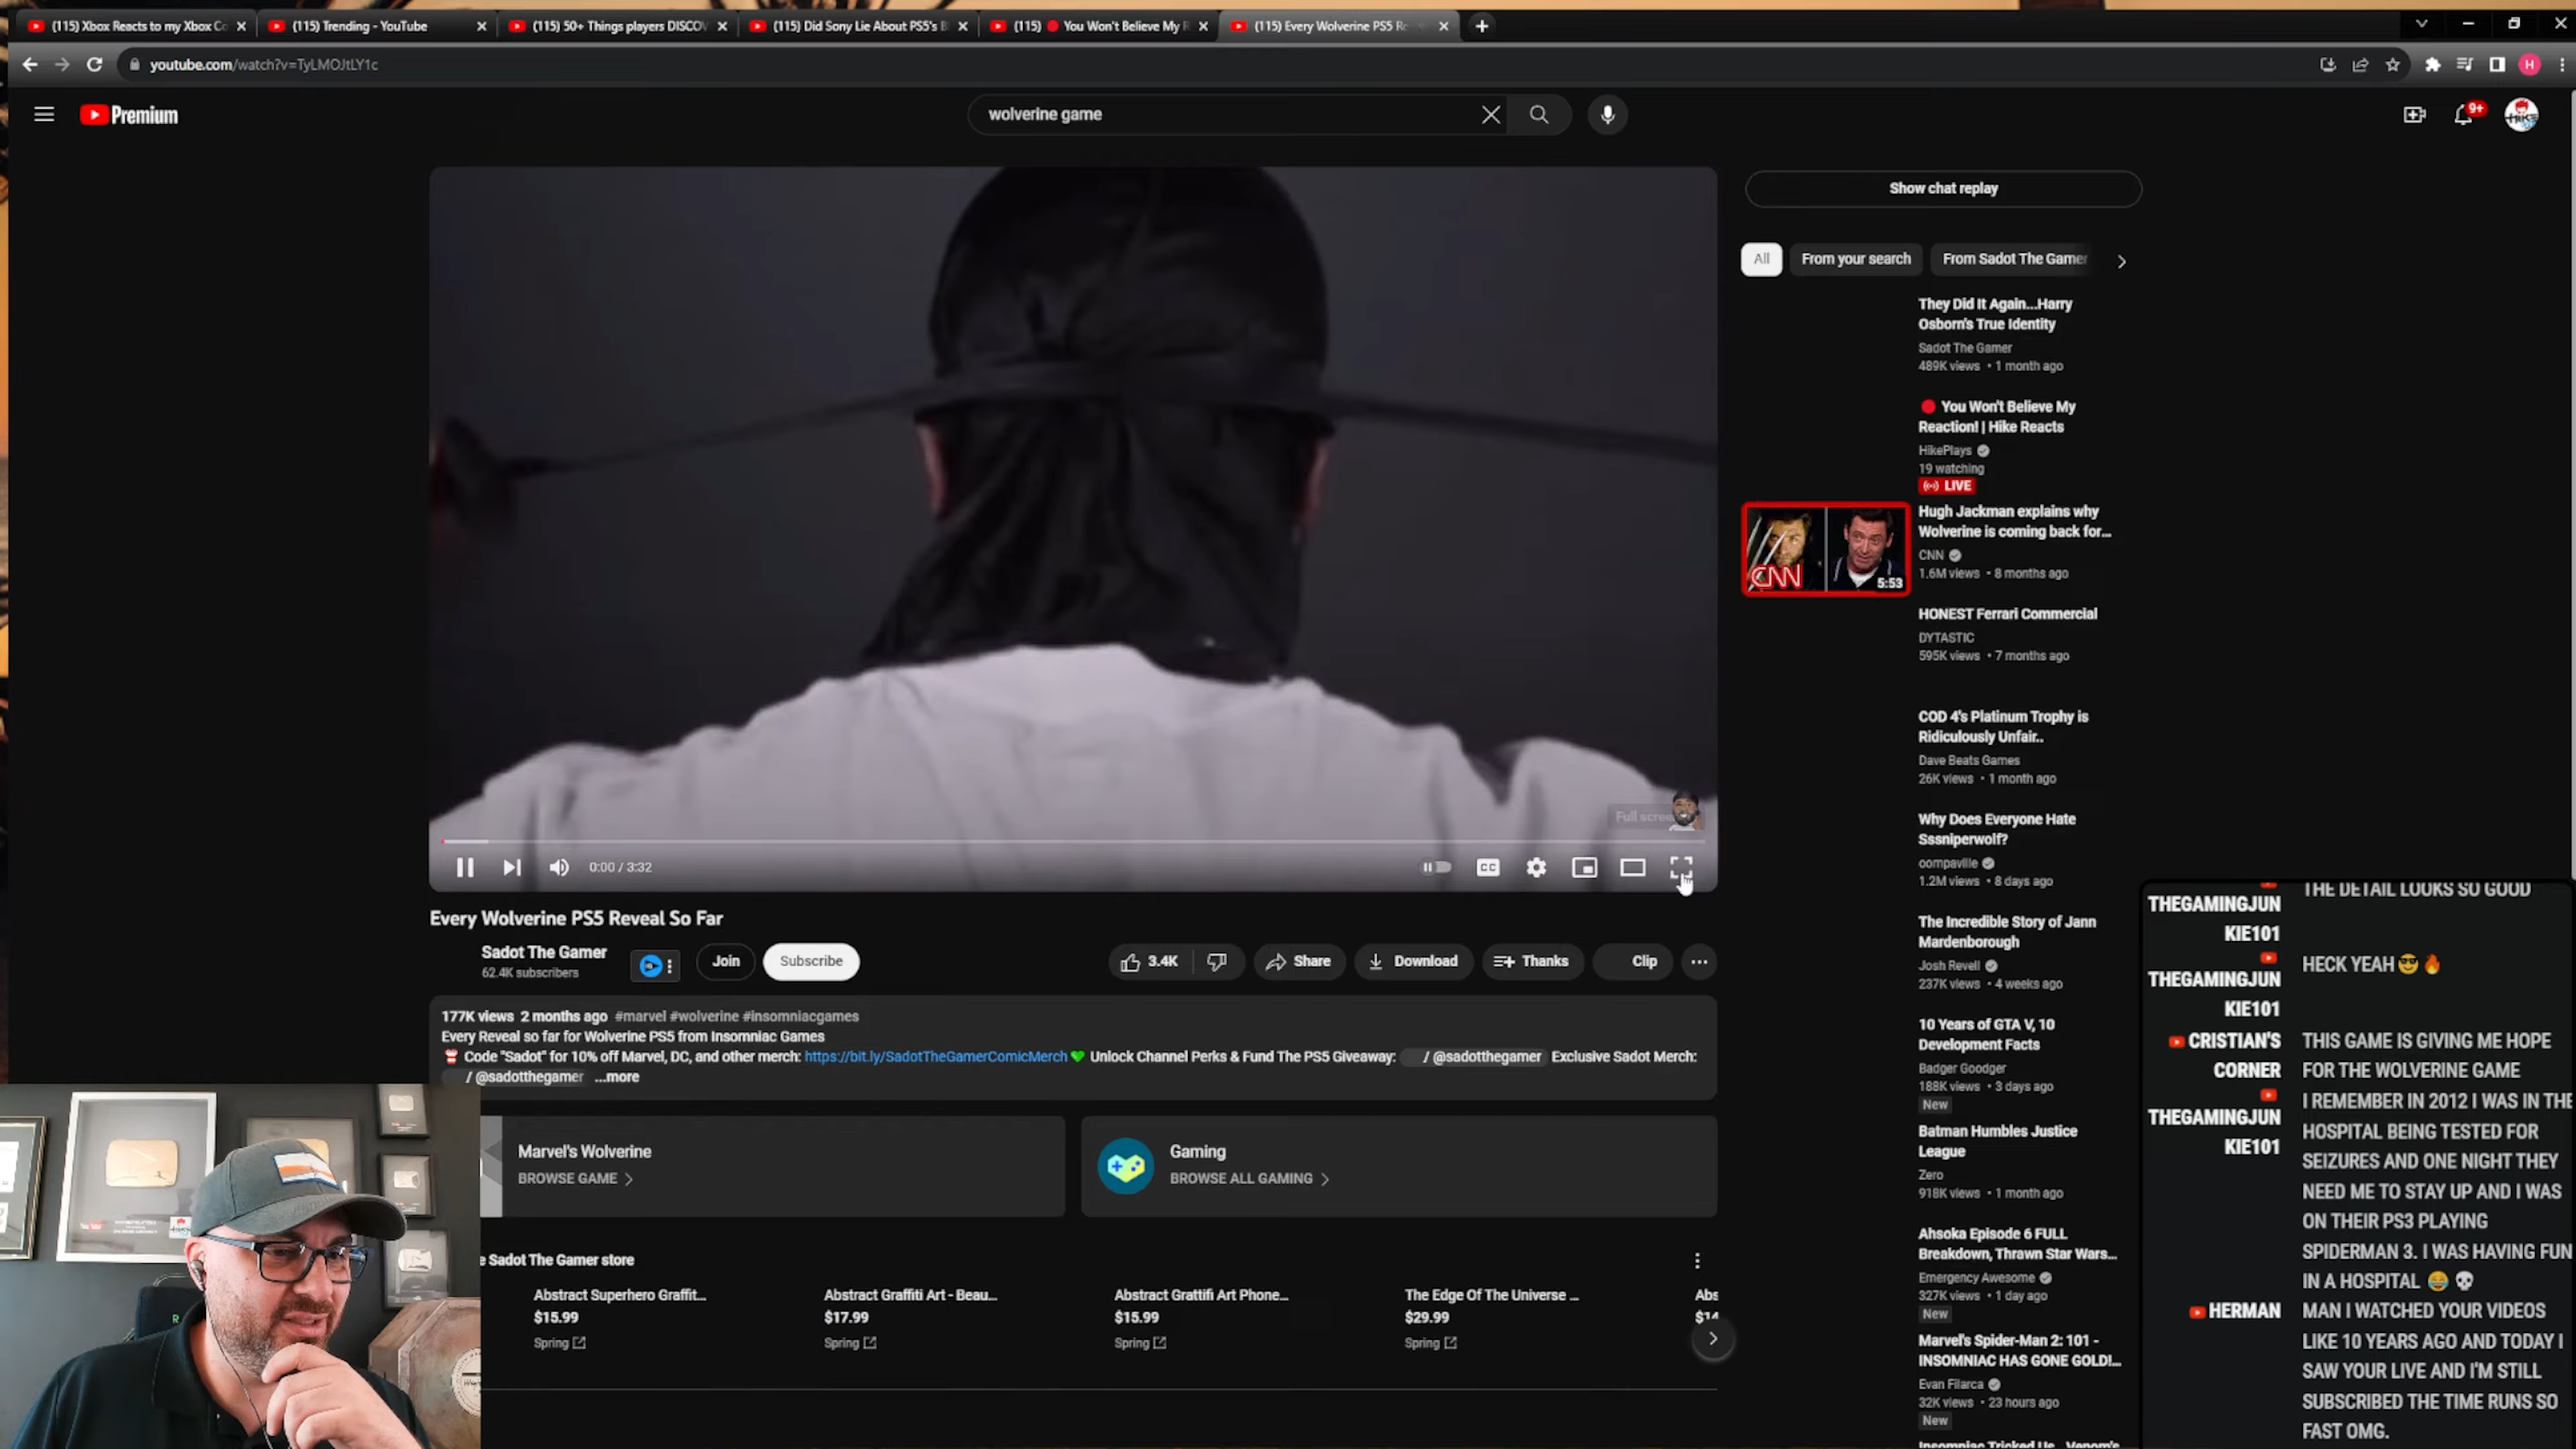 (115) Xbox Reacts to my Xbox Co
(115) Trending - YouTube
(115) 50+ Things players DISCOV
(115) Did Sony Lie About PS5's B
(115) 🔴 You Won't Believe My R
(115) Every Wolverine PS5 Re
youtube.com/watch?v=TyLMOJtLY1c
H
Premium
wolverine game
9+
Show chat replay
All
From your search
From Sadot The Gamer
They Did It Again...Harry
Osborn's True Identity
Sadot The Gamer
489K views • 1 month ago
🔴 You Won't Believe My
Reaction! | Hike Reacts
HikePlays
19 watching
LIVE
CNN
5:53
Hugh Jackman explains why
Wolverine is coming back for...
CNN
1.6M views • 8 months ago
HONEST Ferrari Commercial
DYTASTIC
595K views • 7 months ago
COD 4's Platinum Trophy is
Ridiculously Unfair..
Dave Beats Games
26K views • 1 month ago
Why Does Everyone Hate
Sssniperwolf?
oompaville
1.2M views • 8 days ago
The Incredible Story of Jann
Mardenborough
Josh Revell
237K views • 4 weeks ago
10 Years of GTA V, 10
Development Facts
Badger Goodger
188K views • 3 days ago
New
Batman Humbles Justice
League
Zero
918K views • 1 month ago
Ahsoka Episode 6 FULL
Breakdown, Thrawn Star Wars...
Emergency Awesome
327K views • 1 day ago
New
Marvel's Spider-Man 2: 101 -
INSOMNIAC HAS GONE GOLD!...
Evan Filarca
32K views • 23 hours ago
New
Insomniac Tricked Us - Venom's
Full screen
0:00 / 3:32
CC
Every Wolverine PS5 Reveal So Far
Sadot The Gamer
62.4K subscribers
Join
Subscribe
3.4K
Share
Download
Thanks
Clip
177K views 2 months ago #marvel #wolverine #insomniacgames
Every Reveal so far for Wolverine PS5 from Insomniac Games
Code "Sadot" for 10% off Marvel, DC, and other merch: https://bit.ly/SadotTheGamerComicMerch 💚 Unlock Channel Perks & Fund The PS5 Giveaway: / @sadotthegamer Exclusive Sadot Merch:
/ @sadotthegamer ...more
Marvel's Wolverine
BROWSE GAME
Gaming
BROWSE ALL GAMING
e Sadot The Gamer store
Abstract Superhero Graffit...
$15.99
Spring
Abstract Graffiti Art - Beau...
$17.99
Spring
Abstract Grattifi Art Phone...
$15.99
Spring
The Edge Of The Universe ...
$29.99
Spring
Abs
$14
THEGAMINGJUN
KIE101
THE DETAIL LOOKS SO GOOD
THEGAMINGJUN
KIE101
HECK YEAH😎🔥
CRISTIAN'S
CORNER
THIS GAME IS GIVING ME HOPE
FOR THE WOLVERINE GAME
THEGAMINGJUN
KIE101
I REMEMBER IN 2012 I WAS IN THE
HOSPITAL BEING TESTED FOR
SEIZURES AND ONE NIGHT THEY
NEED ME TO STAY UP AND I WAS
ON THEIR PS3 PLAYING
SPIDERMAN 3. I WAS HAVING FUN
IN A HOSPITAL 😂💀
HERMAN
MAN I WATCHED YOUR VIDEOS
LIKE 10 YEARS AGO AND TODAY I
SAW YOUR LIVE AND I'M STILL
SUBSCRIBED THE TIME RUNS SO
FAST OMG.